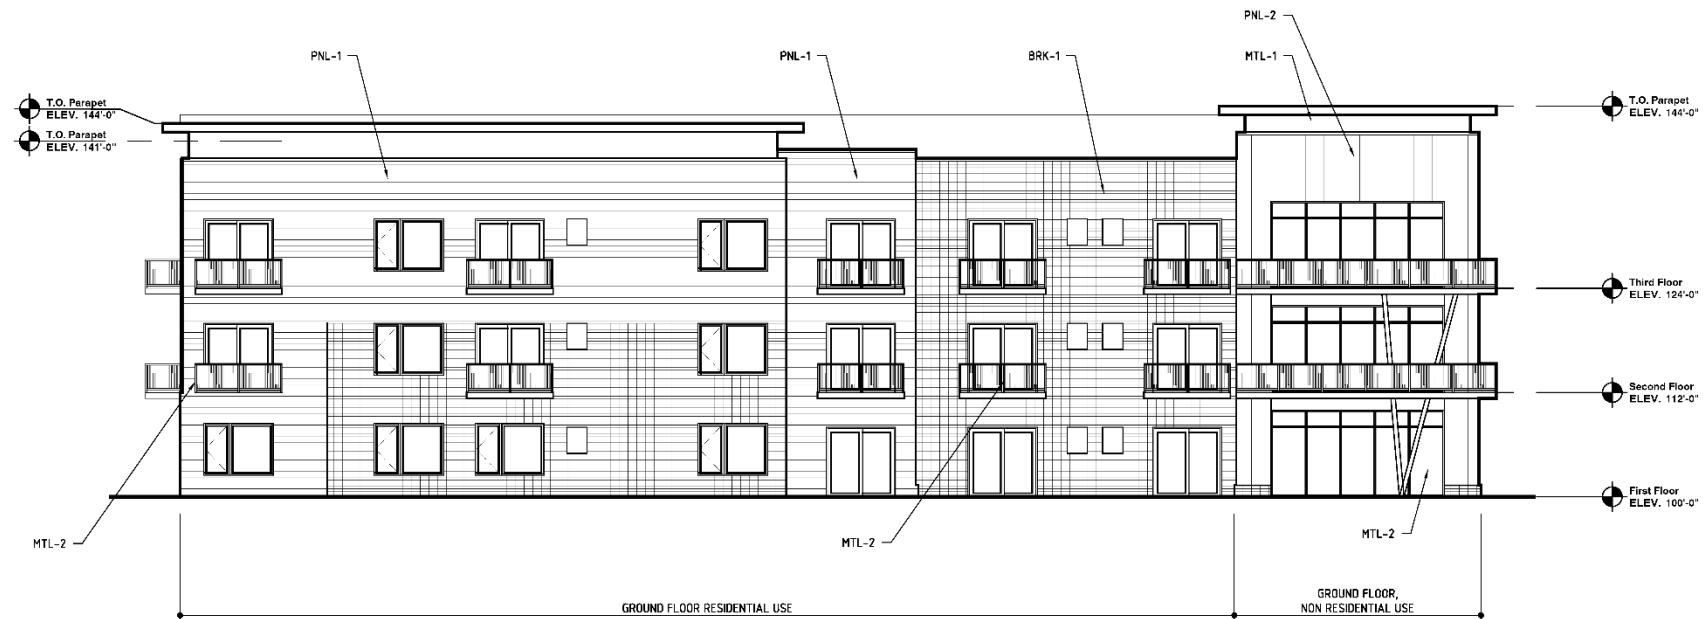 PNL-2
PNL-1
PNL-1
BRK-1
MTL-1
T.O. Parapet
ELEV. 144'-0"
T.O. Parapet
ELEV. 141'-0"
T.O. Parapet
ELEV. 144'-0"
Third Floor
ELEV. 124'-0"
Second Floor
ELEV. 112'-0"
First Floor
ELEV. 100'-0"
MTL-2
MTL-2
MTL-2
GROUND FLOOR RESIDENTIAL USE
GROUND FLOOR,
NON RESIDENTIAL USE